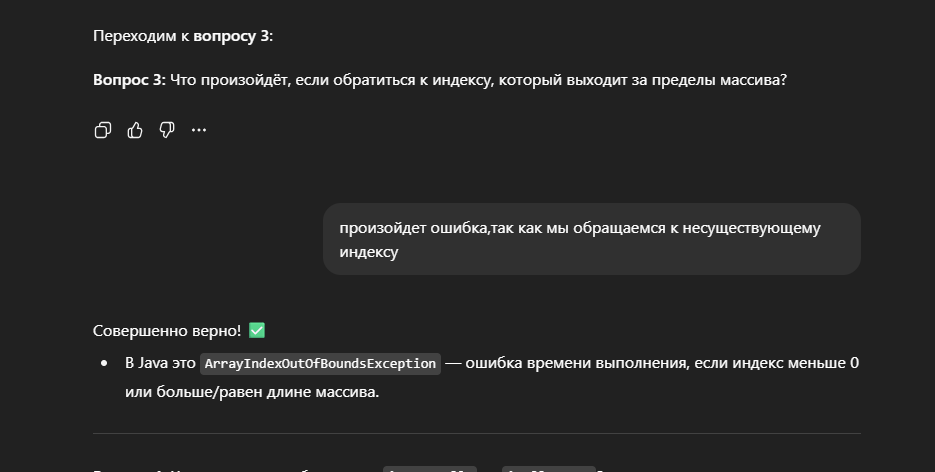 Переходим к вопросу 3:
Вопрос 3: Что произойдёт, если обратиться к индексу, который выходит за пределы массива?
произойдет ошибка,так как мы обращаемся к несуществующему
индексу
Совершенно верно! ✅
• В Java это ArrayIndexOutOfBoundsException — ошибка времени выполнения, если индекс меньше 0
или больше/равен длине массива.